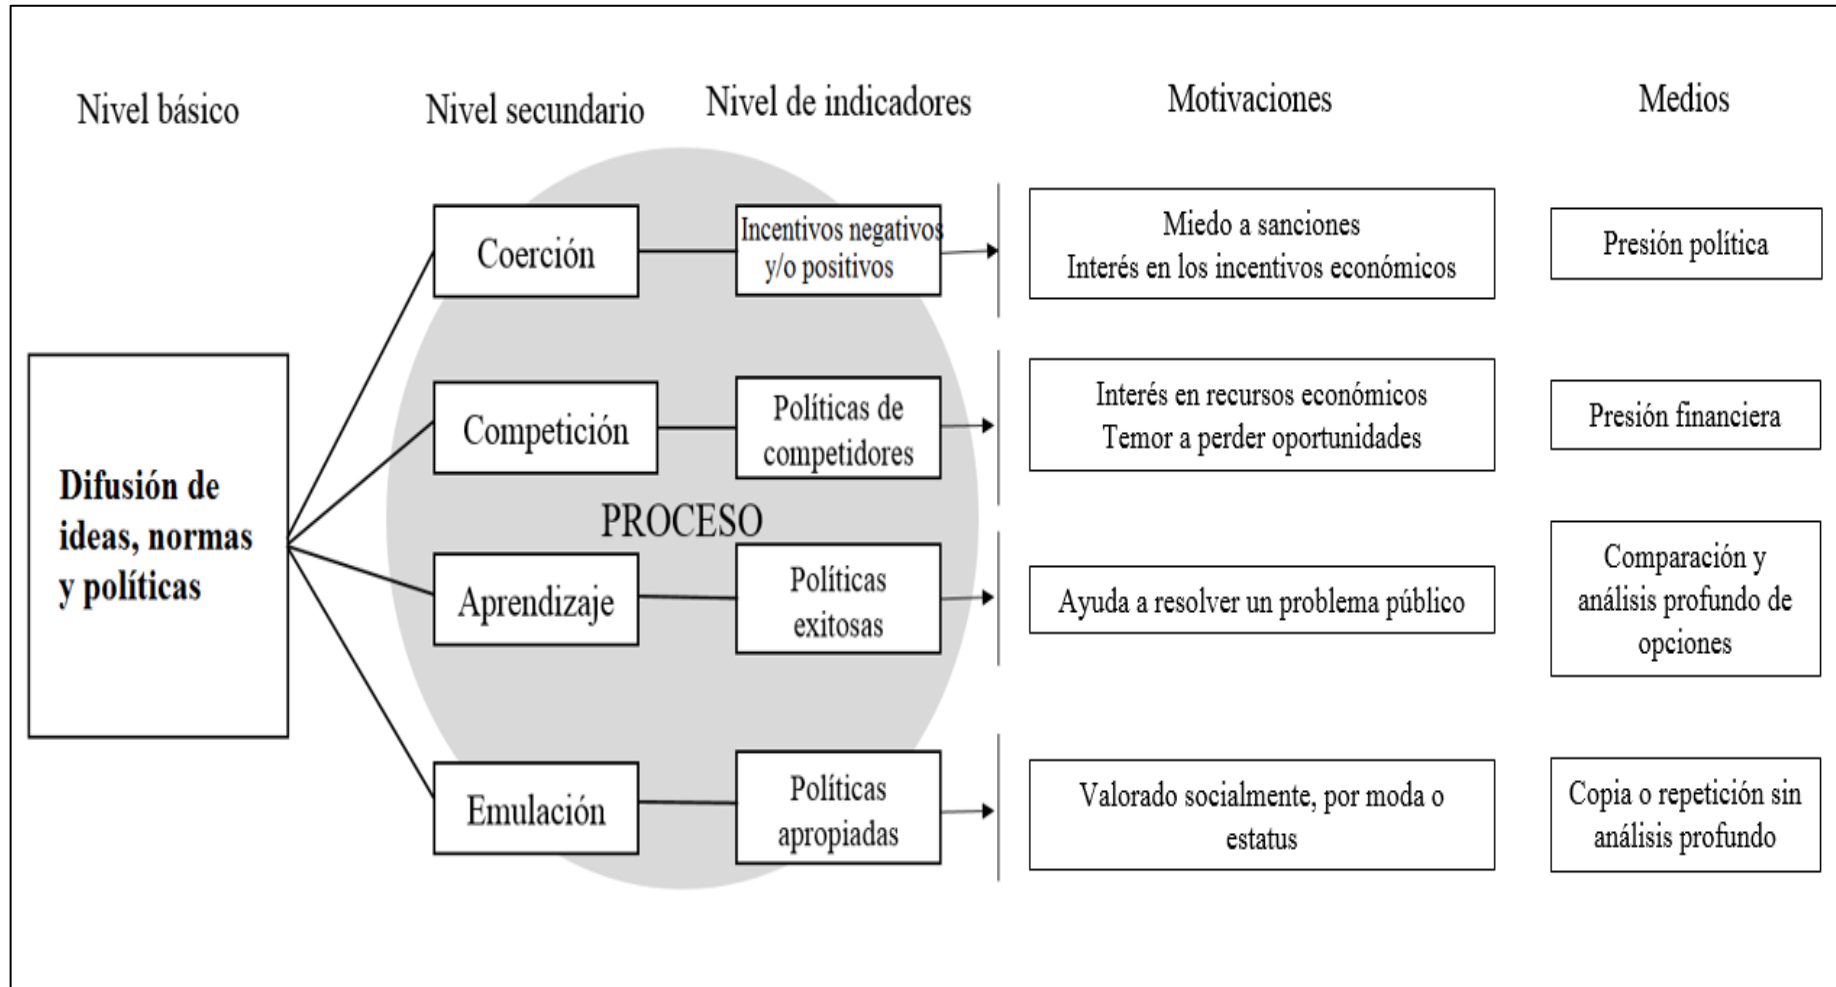 Nivel básico
Nivel secundario
Nivel de indicadores
Motivaciones
Medios
Difusión de
ideas, normas
y políticas
PROCESO
Coerción
Incentivos negativos
y/o positivos
Miedo a sanciones
Interés en los incentivos económicos
Presión política
Competición
Políticas de
competidores
Interés en recursos económicos
Temor a perder oportunidades
Presión financiera
Aprendizaje
Políticas
exitosas
Ayuda a resolver un problema público
Comparación y
análisis profundo de
opciones
Emulación
Políticas
apropiadas
Valorado socialmente, por moda o
estatus
Copia o repetición sin
análisis profundo